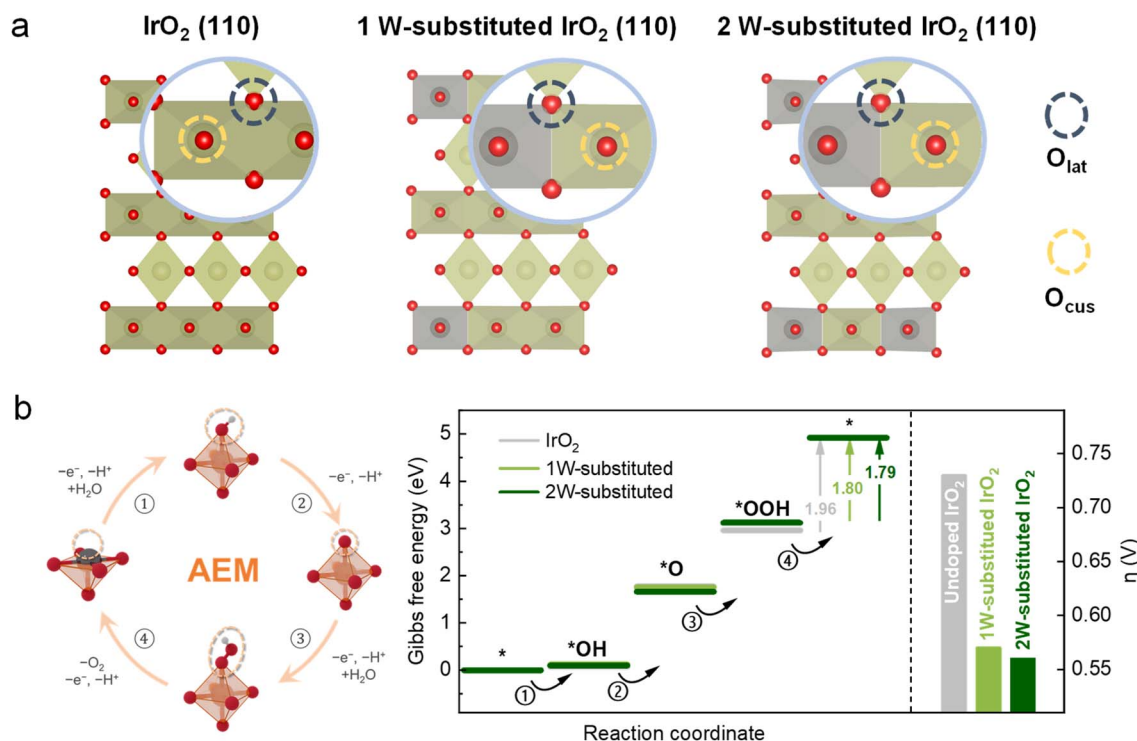 a
IrO₂ (110)
1 W-substituted IrO₂ (110)
2 W-substituted IrO₂ (110)
O_lat
O_cus
b
−e⁻, −H⁺
+H₂O
①
②
−e⁻, −H⁺
AEM
④
③
−O₂
−e⁻, −H⁺
−e⁻, −H⁺
+H₂O
Gibbs free energy (eV)
5
4
3
2
1
0
IrO₂
1W-substituted
2W-substituted
*
①
*OH
②
*O
③
*OOH
④
*
1.96
1.80
1.79
Reaction coordinate
Undoped IrO₂
1W-substitued IrO₂
2W-substituted IrO₂
0.75
0.70
0.65
0.60
0.55
η (V)